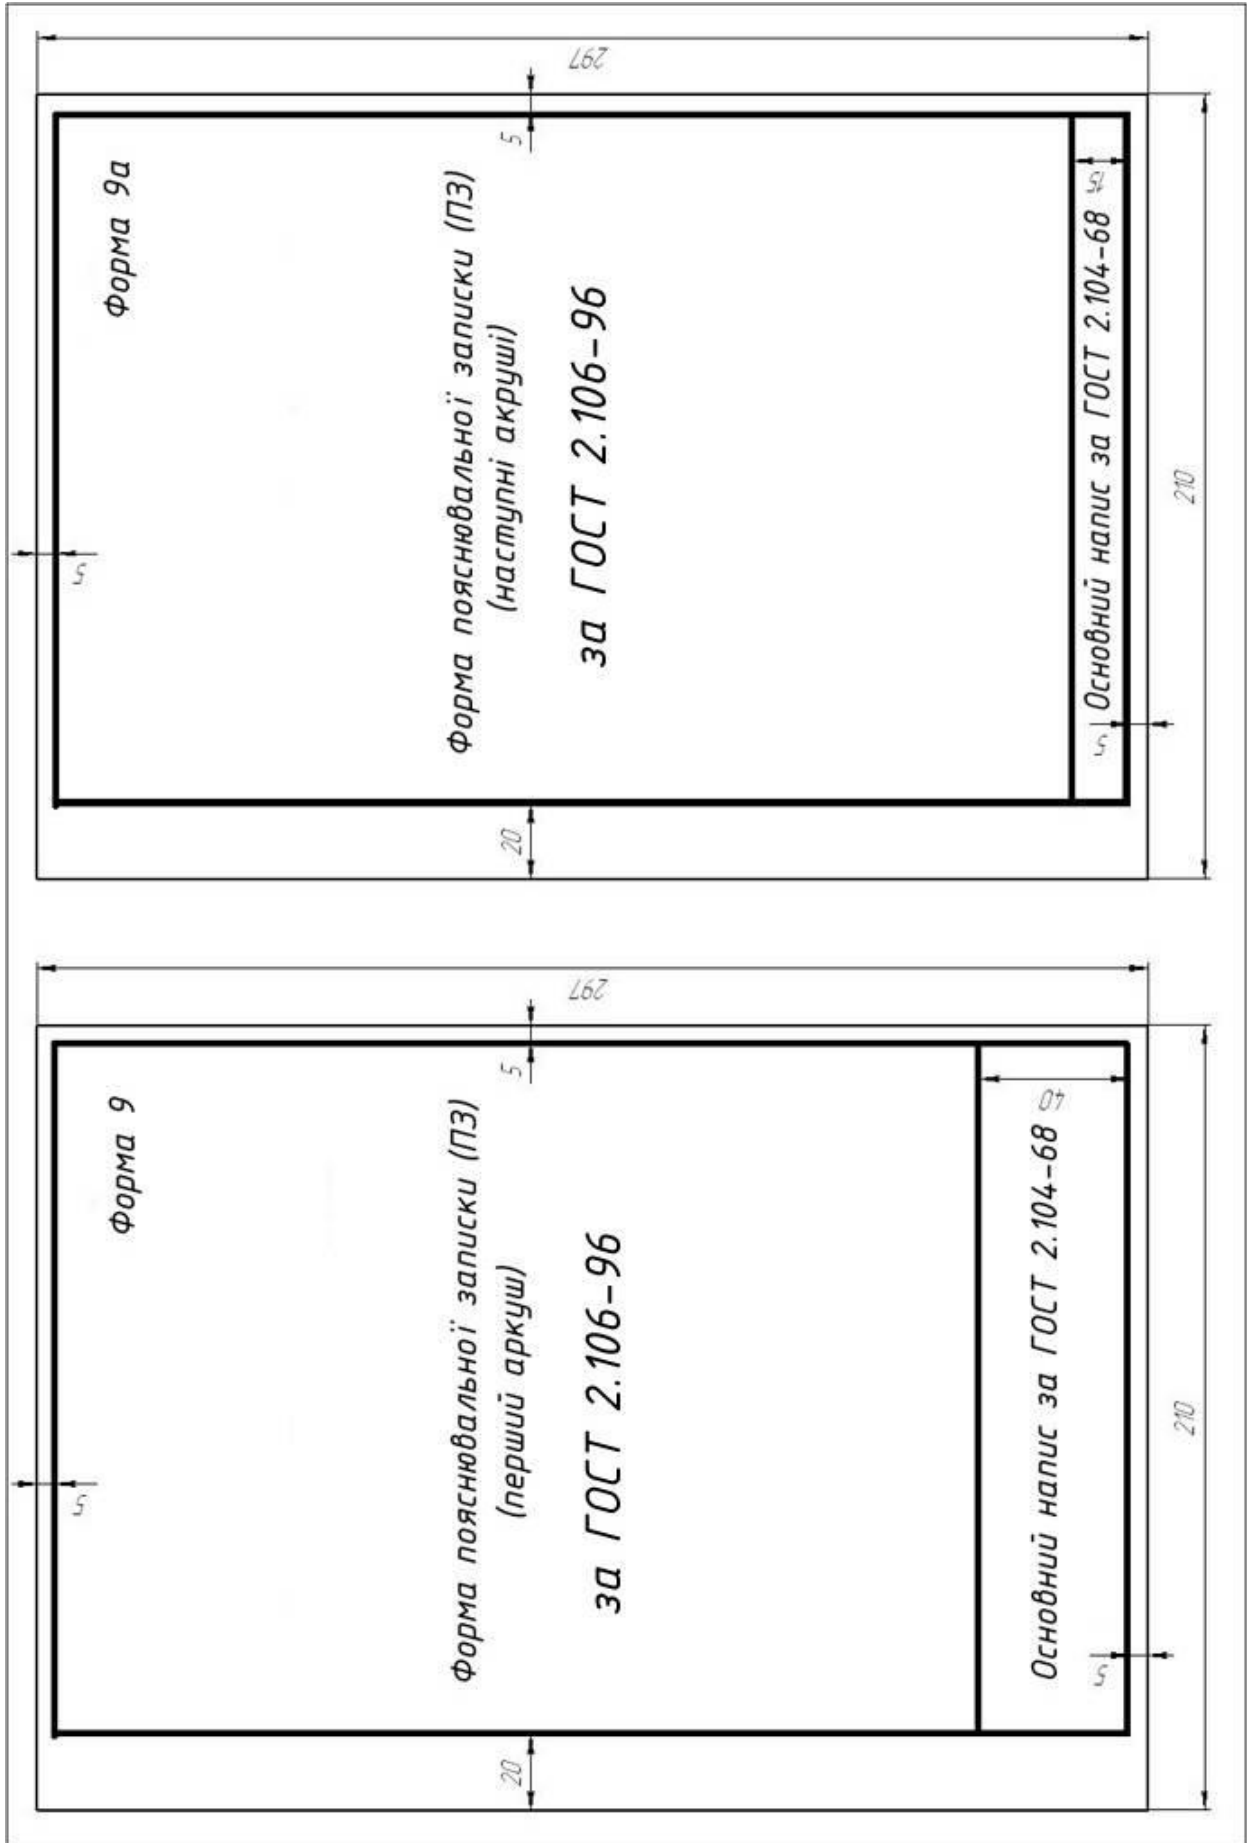 Форма 9
Форма пояснювальної записки (ПЗ)
(перший аркуш)
за ГОСТ 2.106-96
Основний напис за ГОСТ 2.104-68
5
20
5
297
40
5
210
Форма 9а
Форма пояснювальної записки (ПЗ)
(наступні акруші)
за ГОСТ 2.106-96
Основний напис за ГОСТ 2.104-68
5
20
5
297
15
5
210